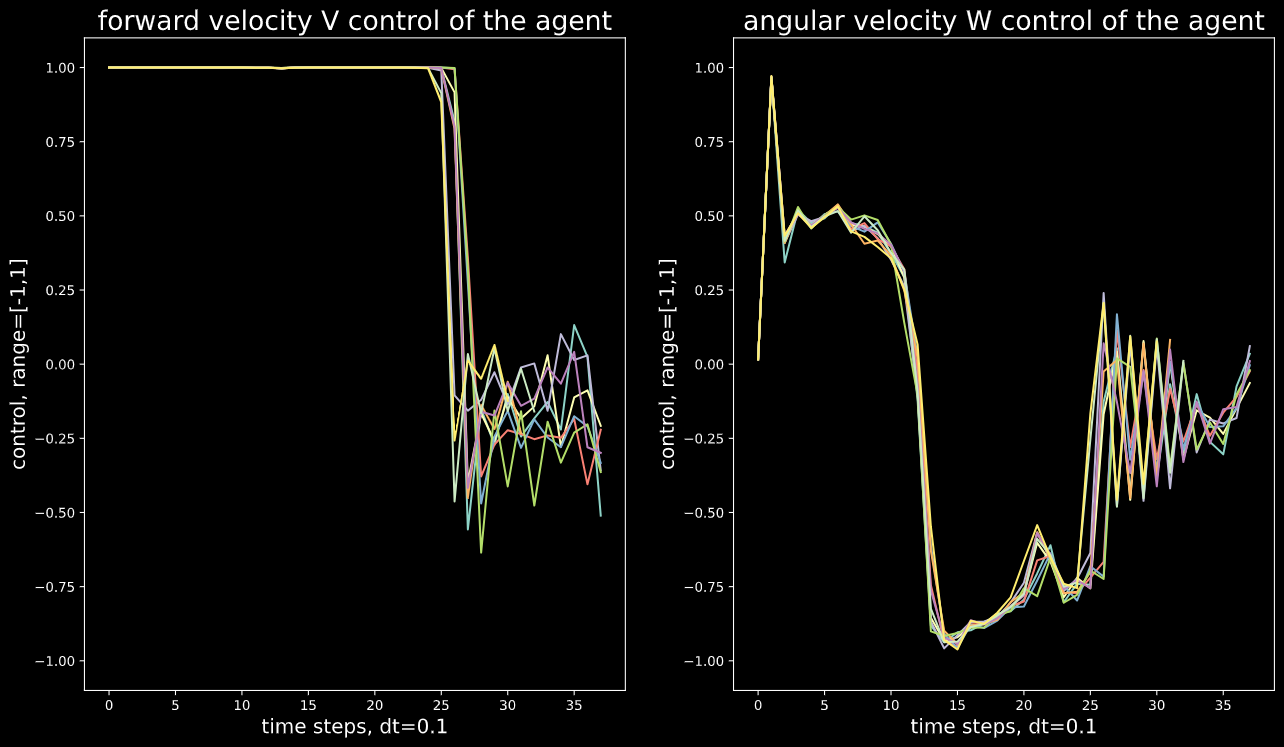 forward velocity V control of the agent
control, range=[-1,1]
1.00
0.75
0.50
0.25
0.00
−0.25
−0.50
−0.75
−1.00
0 5 10 15 20 25 30 35
time steps, dt=0.1
angular velocity W control of the agent
control, range=[-1,1]
1.00
0.75
0.50
0.25
0.00
−0.25
−0.50
−0.75
−1.00
0 5 10 15 20 25 30 35
time steps, dt=0.1